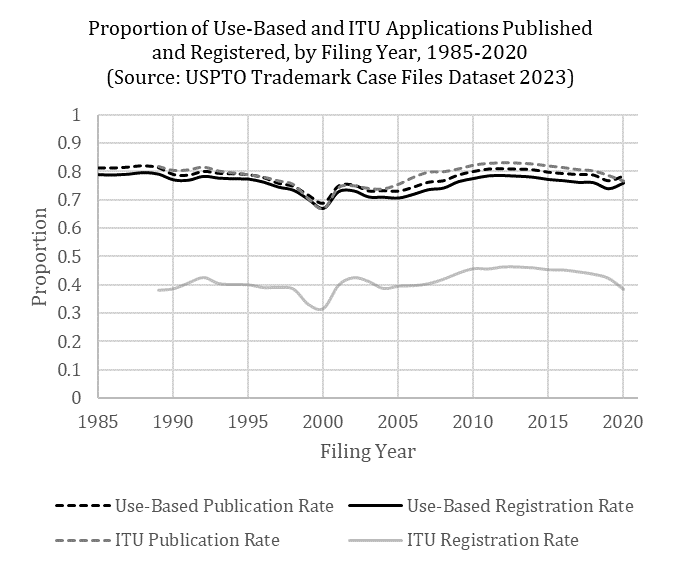 Proportion of Use-Based and ITU Applications Published
and Registered, by Filing Year, 1985-2020
(Source: USPTO Trademark Case Files Dataset 2023)
1
0.9
0.8
0.7
0.6
0.5
0.4
0.3
0.2
0.1
0
Proportion
1985 1990 1995 2000 2005 2010 2015 2020
Filing Year
Use-Based Publication Rate Use-Based Registration Rate
ITU Publication Rate ITU Registration Rate